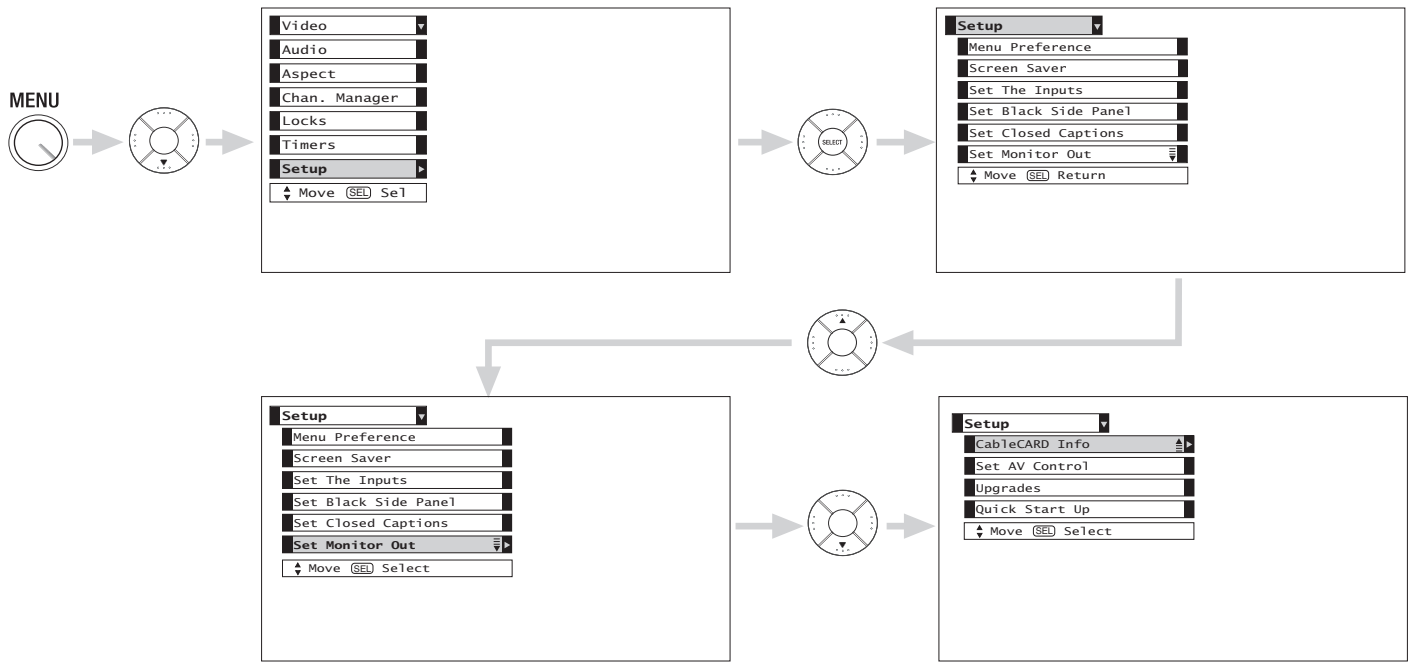 MENU
Video
Audio
Aspect
Chan. Manager
Locks
Timers
Setup
Move SEL Sel
SELECT
Setup
Menu Preference
Screen Saver
Set The Inputs
Set Black Side Panel
Set Closed Captions
Set Monitor Out
Move SEL Return
Setup
Menu Preference
Screen Saver
Set The Inputs
Set Black Side Panel
Set Closed Captions
Set Monitor Out
Move SEL Select
Setup
CableCARD Info
Set AV Control
Upgrades
Quick Start Up
Move SEL Select